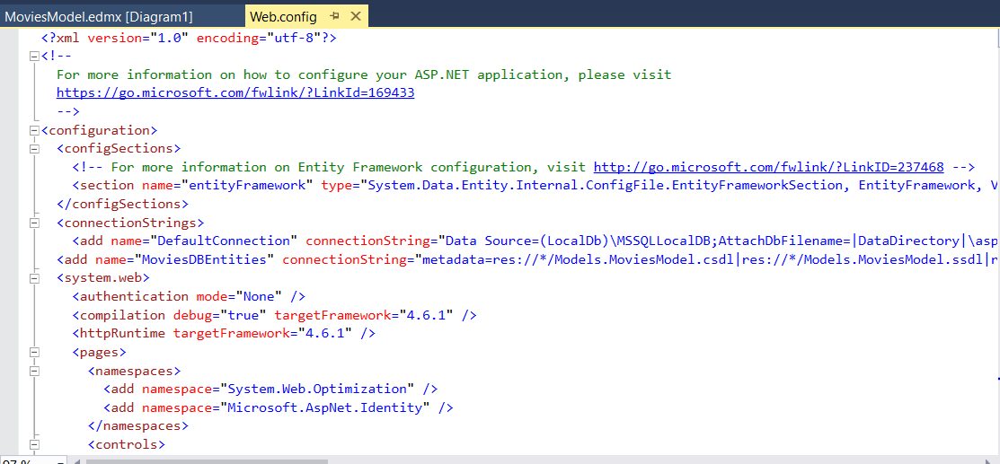 MoviesModel.edmx [Diagram1] Web.config
<?xml version="1.0" encoding="utf-8"?>
<!--
For more information on how to configure your ASP.NET application, please visit
https://go.microsoft.com/fwlink/?LinkId=169433
-->
<configuration>
<configSections>
<!-- For more information on Entity Framework configuration, visit http://go.microsoft.com/fwlink/?LinkID=237468 -->
<section name="entityFramework" type="System.Data.Entity.Internal.ConfigFile.EntityFrameworkSection, EntityFramework, V
</configSections>
<connectionStrings>
<add name="DefaultConnection" connectionString="Data Source=(LocalDb)\MSSQLLocalDB;AttachDbFilename=|DataDirectory|\asp
<add name="MoviesDBEntities" connectionString="metadata=res://*/Models.MoviesModel.csdl|res://*/Models.MoviesModel.ssdl|r
<system.web>
<authentication mode="None" />
<compilation debug="true" targetFramework="4.6.1" />
<httpRuntime targetFramework="4.6.1" />
<pages>
<namespaces>
<add namespace="System.Web.Optimization" />
<add namespace="Microsoft.AspNet.Identity" />
</namespaces>
<controls>